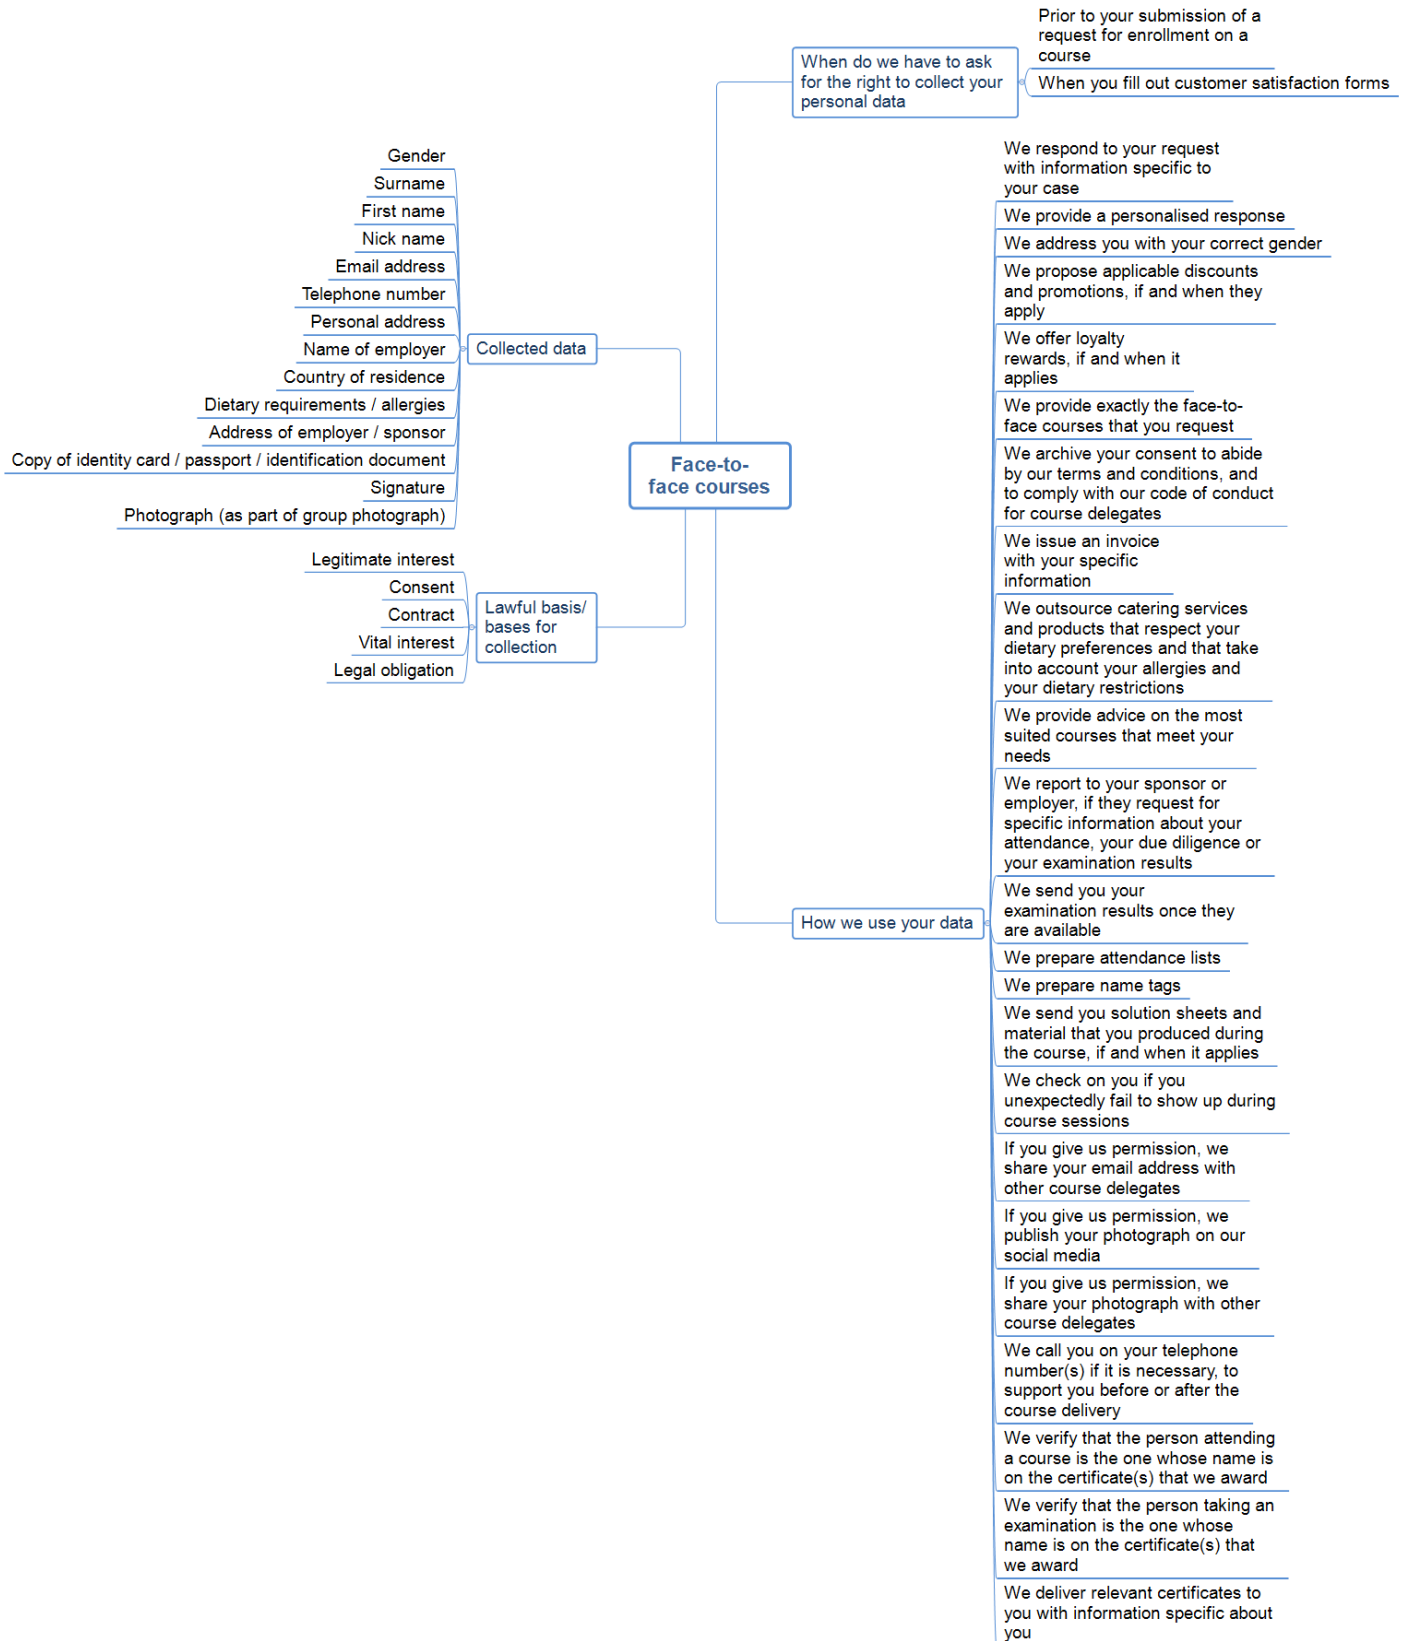 Face-to-
face courses
When do we have to ask
for the right to collect your
personal data
Prior to your submission of a
request for enrollment on a
course
When you fill out customer satisfaction forms
Collected data
Gender
Surname
First name
Nick name
Email address
Telephone number
Personal address
Name of employer
Country of residence
Dietary requirements / allergies
Address of employer / sponsor
Copy of identity card / passport / identification document
Signature
Photograph (as part of group photograph)
Lawful basis/
bases for
collection
Legitimate interest
Consent
Contract
Vital interest
Legal obligation
How we use your data
We respond to your request
with information specific to
your case
We provide a personalised response
We address you with your correct gender
We propose applicable discounts
and promotions, if and when they
apply
We offer loyalty
rewards, if and when it
applies
We provide exactly the face-to-
face courses that you request
We archive your consent to abide
by our terms and conditions, and
to comply with our code of conduct
for course delegates
We issue an invoice
with your specific
information
We outsource catering services
and products that respect your
dietary preferences and that take
into account your allergies and
your dietary restrictions
We provide advice on the most
suited courses that meet your
needs
We report to your sponsor or
employer, if they request for
specific information about your
attendance, your due diligence or
your examination results
We send you your
examination results once they
are available
We prepare attendance lists
We prepare name tags
We send you solution sheets and
material that you produced during
the course, if and when it applies
We check on you if you
unexpectedly fail to show up during
course sessions
If you give us permission, we
share your email address with
other course delegates
If you give us permission, we
publish your photograph on our
social media
If you give us permission, we
share your photograph with other
course delegates
We call you on your telephone
number(s) if it is necessary, to
support you before or after the
course delivery
We verify that the person attending
a course is the one whose name is
on the certificate(s) that we award
We verify that the person taking an
examination is the one whose
name is on the certificate(s) that
we award
We deliver relevant certificates to
you with information specific about
you